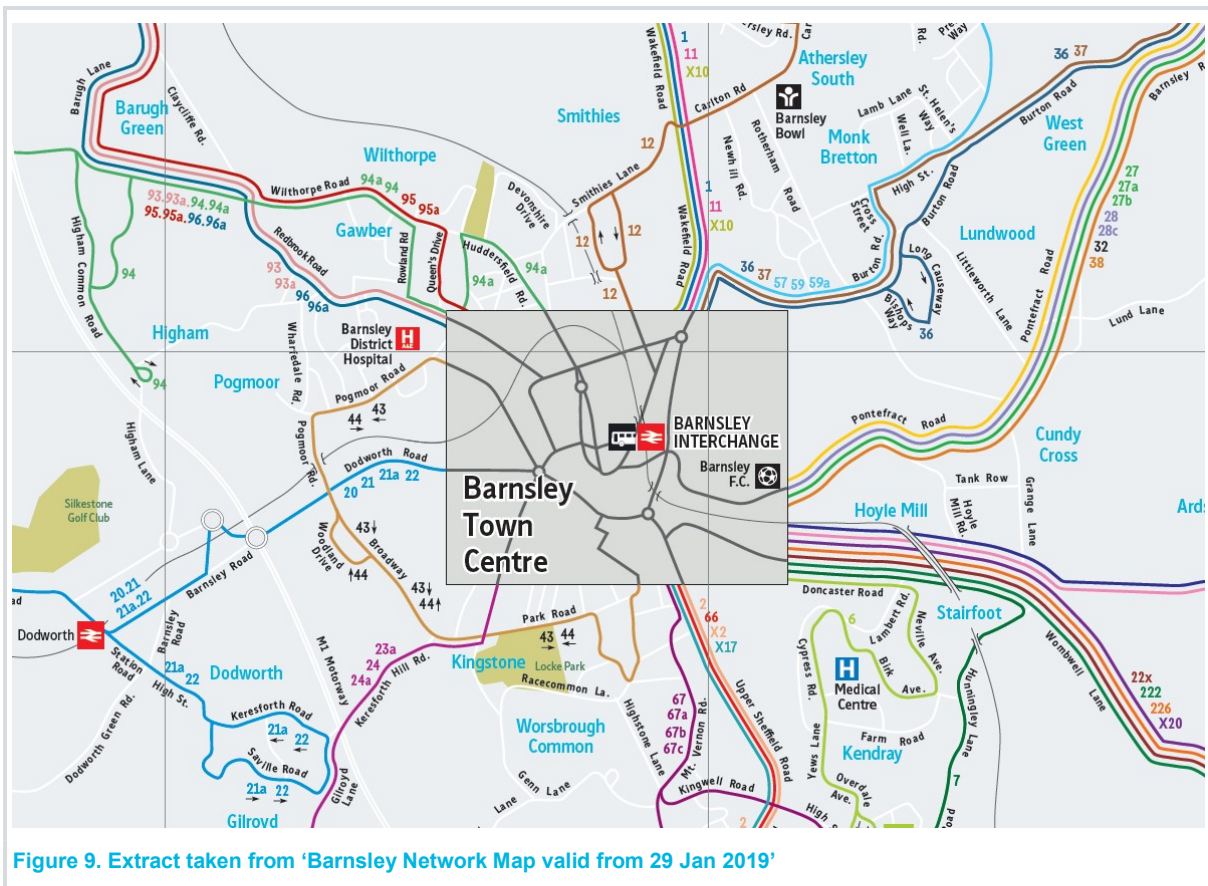 Barugh Lane
Barugh
Green
Claycliffe Rd.
Wilthorpe
Smithies
Wakefield Road
1
11
X10
Carlton Rd
Athersley
South
Barnsley
Bowl
Lamb Lane
St. Helen's
Way
Well La.
Monk
Bretton
Burton Road
36 37
West
Green
Barnsley
12
Newhill Rd.
Rotherham
Road
High St.
Cross
Street
Burton Road
27
27a
27b
28
28c
32
38
Wilthorpe Road
94a 94
95
95a
93.93a.94.94a
95.95a.96.96a
Gawber
Rowland Rd
Queen's Drive
Devonshire
Drive
Smithies Lane
12
12
12
1
11
X10
Wakefield Road
Redbrook Road
93
93a
96
96a
94a
Huddersfield Rd.
94a
36 37 57 59 59a
Burton Rd.
Long Causeway
Bishops
Way
36
Lundwood
Littleworth Lane
Pontefract Road
Lund Lane
Higham Common Road
94
Higham
94
Pogmoor
Wharfedale Rd.
Barnsley
District
Hospital
H
A&E
Pogmoor Road
44 43
Pogmoor Rd.
BARNSLEY
INTERCHANGE
Barnsley
F.C.
Barnsley
Town
Centre
Pontefract Road
Cundy
Cross
Tank Row
Hoyle
Mill Rd.
Grange Lane
Hoyle Mill
Ards
Higham Lane
Silkestone
Golf Club
Dodworth Road
20 21 21a 22
Barnsley Road
43
Woodland
Drive
44
Broadway
43
44
20.21
21a.22
Dodworth
Station
Road
Barnsley
Road
21a
22
High St.
Dodworth
M1 Motorway
23a
24
24a
Keresforth Hill Rd.
Kingstone
Park Road
43 44
Locke Park
Racecommon La.
2
66
X2
X17
Doncaster Road
6
Lambert Rd.
Neville Ave.
Birk
Ave.
Cypress Rd.
H
Medical
Centre
Stairfoot
Hunningley Lane
Wombwell Lane
22x
222
226
X20
Dodworth Green Rd.
Keresforth Road
21a 22
Saville Road
21a 22
Gilroyd
Lane
Gilroyd
Worsbrough
Common
Highstone Lane
67
67a
67b
67c
Mt. Vernon Rd.
Upper Sheffield Road
Kingwell Road
Genn Lane
Lane
2
Yews Lane
Farm Road
Kendray
Overdale
Ave.
7
Figure 9. Extract taken from ‘Barnsley Network Map valid from 29 Jan 2019’